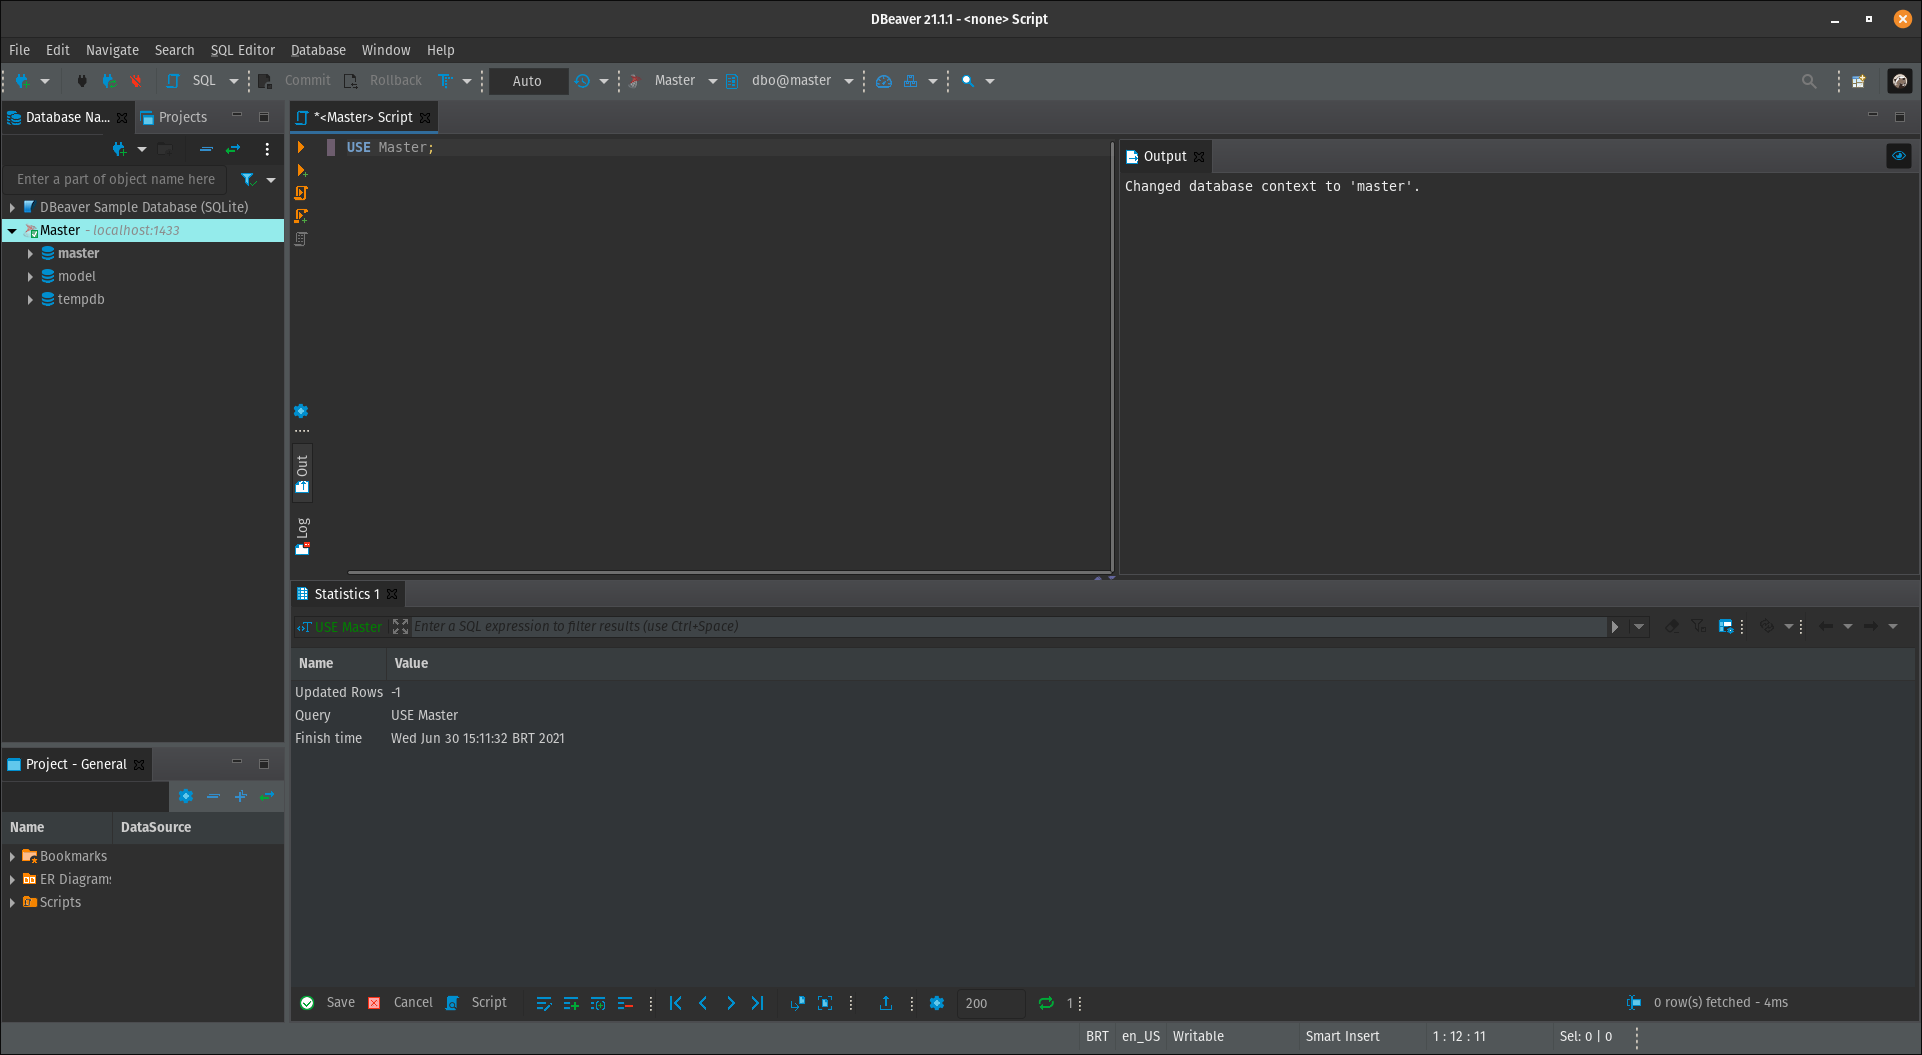 DBeaver 21.1.1 - <none> Script
File Edit Navigate Search SQL Editor Database Window Help
SQL Commit Rollback Auto Master dbo@master
Database Na... Projects
Enter a part of object name here
DBeaver Sample Database (SQLite)
Master - localhost:1433
master
model
tempdb
*<Master> Script
USE Master;
Out
Log
Output
Changed database context to 'master'.
Statistics 1
USE Master Enter a SQL expression to filter results (use Ctrl+Space)
Name Value
Updated Rows -1
Query USE Master
Finish time Wed Jun 30 15:11:32 BRT 2021
Project - General
Name DataSource
Bookmarks
ER Diagrams
Scripts
Save Cancel Script 200 1 0 row(s) fetched - 4ms
BRT en_US Writable Smart Insert 1 : 12 : 11 Sel: 0 | 0